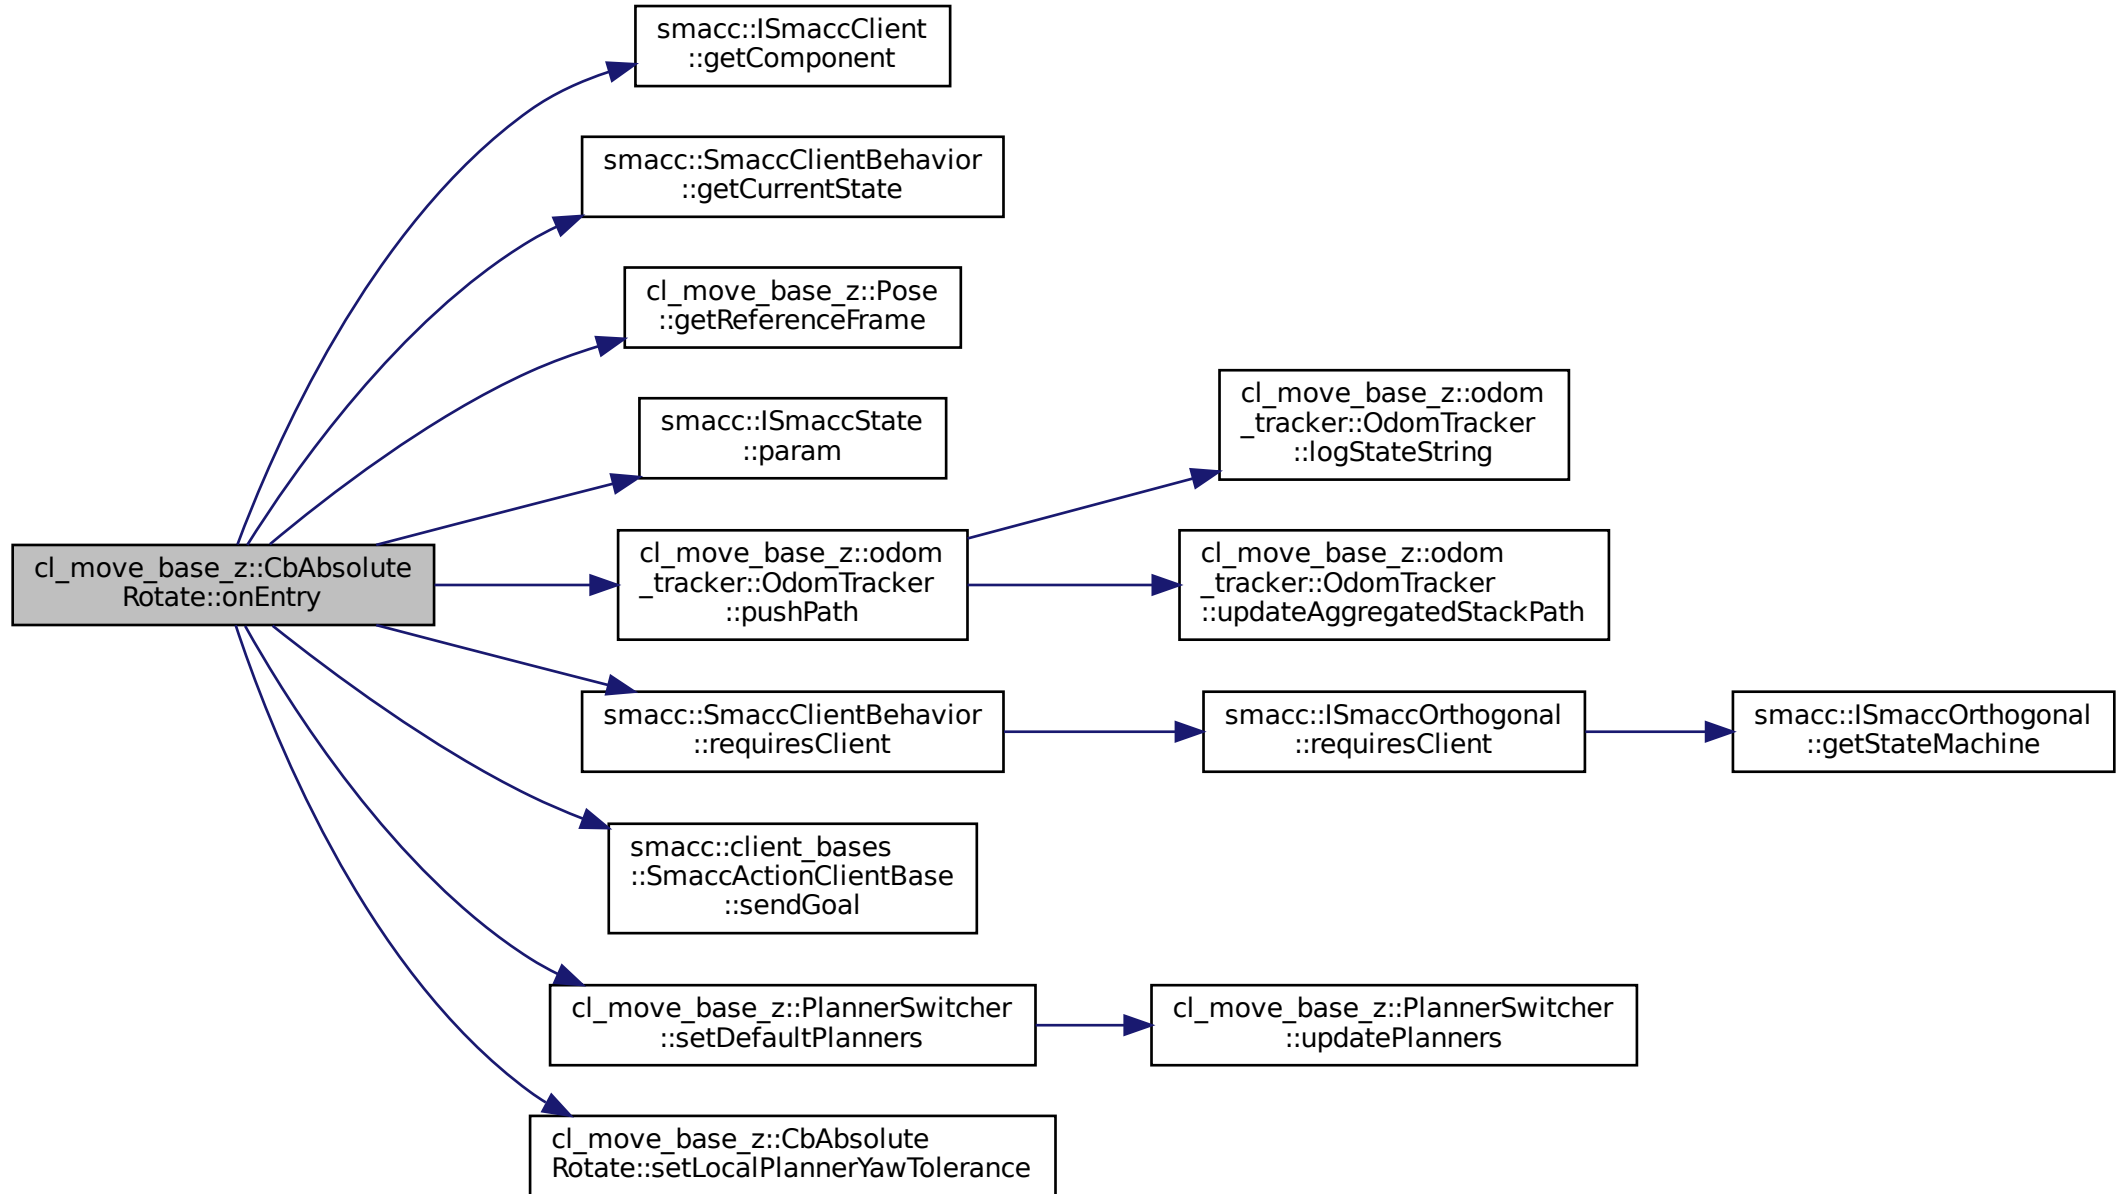 smacc::ISmaccClient
::getComponent
smacc::SmaccClientBehavior
::getCurrentState
cl_move_base_z::Pose
::getReferenceFrame
smacc::ISmaccState
::param
cl_move_base_z::odom
_tracker::OdomTracker
::logStateString
cl_move_base_z::CbAbsolute
Rotate::onEntry
cl_move_base_z::odom
_tracker::OdomTracker
::pushPath
cl_move_base_z::odom
_tracker::OdomTracker
::updateAggregatedStackPath
smacc::SmaccClientBehavior
::requiresClient
smacc::ISmaccOrthogonal
::requiresClient
smacc::ISmaccOrthogonal
::getStateMachine
smacc::client_bases
::SmaccActionClientBase
::sendGoal
cl_move_base_z::PlannerSwitcher
::setDefaultPlanners
cl_move_base_z::PlannerSwitcher
::updatePlanners
cl_move_base_z::CbAbsolute
Rotate::setLocalPlannerYawTolerance